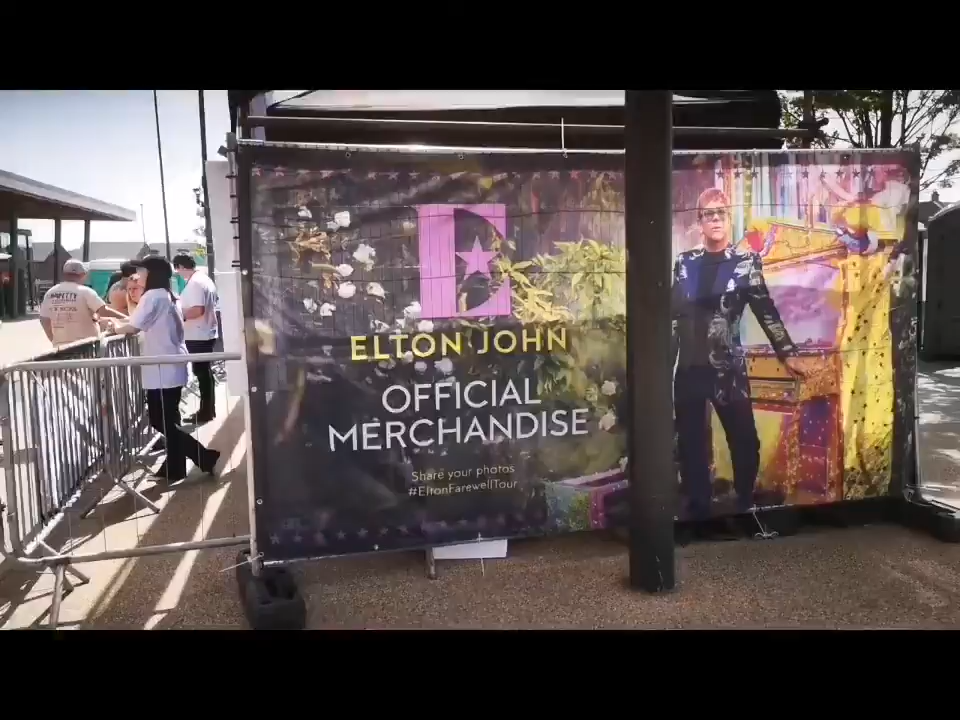 E
ELTON JOHN
OFFICIAL
MERCHANDISE
Share your photos
#EltonFarewellTour